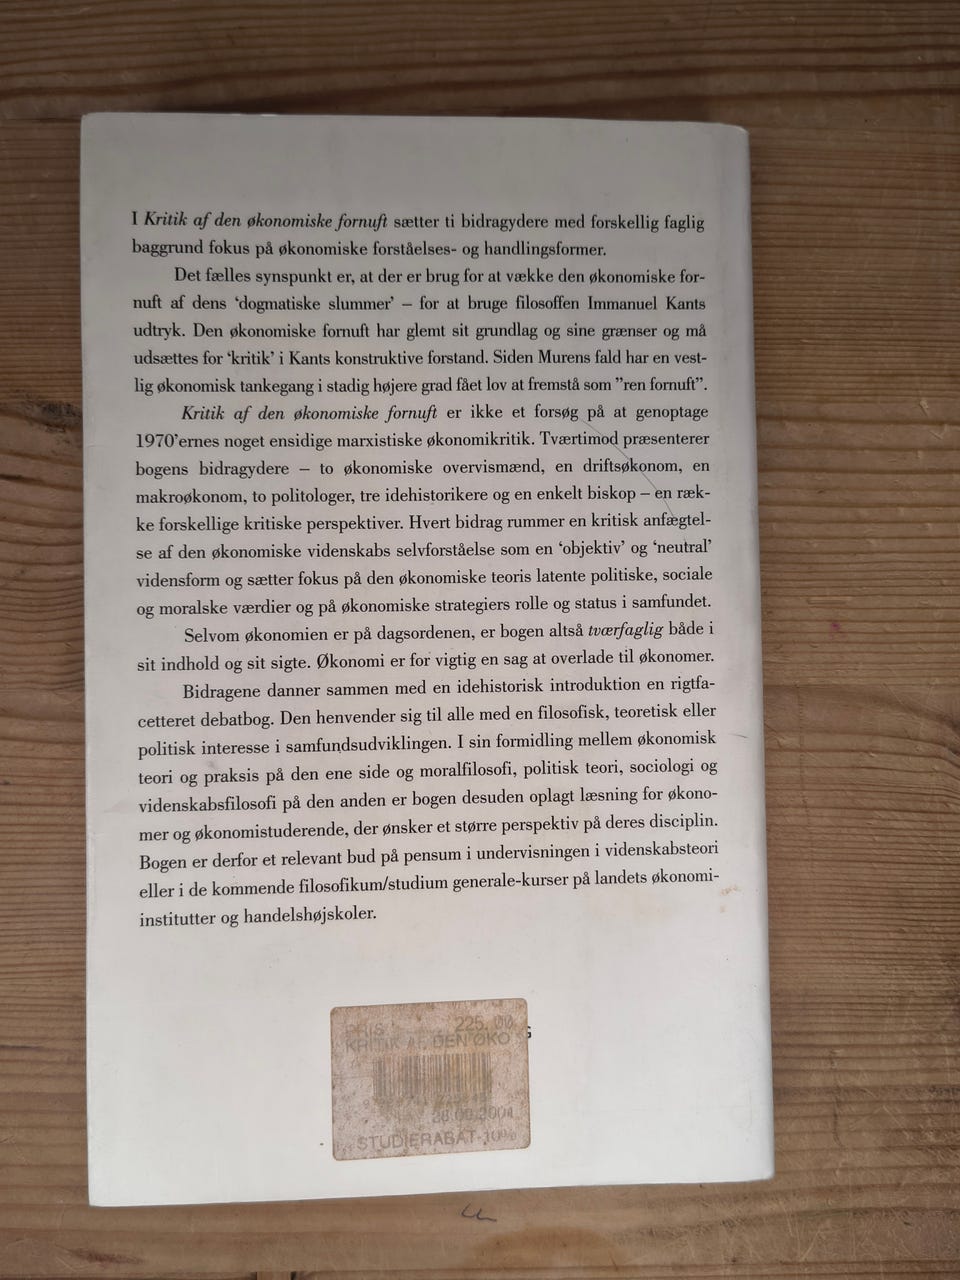 I Kritik af den økonomiske fornuft sætter ti bidragydere med forskellig faglig
baggrund fokus på økonomiske forståelses- og handlingsformer.
Det fælles synspunkt er, at der er brug for at vække den økonomiske for-
nuft af dens ‘dogmatiske slummer’ – for at bruge filosoffen Immanuel Kants
udtryk. Den økonomiske fornuft har glemt sit grundlag og sine grænser og må
udsættes for ‘kritik’ i Kants konstruktive forstand. Siden Murens fald har en vest-
lig økonomisk tankegang i stadig højere grad fået lov at fremstå som ”ren fornuft”.
Kritik af den økonomiske fornuft er ikke et forsøg på at genoptage
1970’ernes noget ensidige marxistiske økonomikritik. Tværtimod præsenterer
bogens bidragydere – to økonomiske overvismænd, en driftsøkonom, en
makroøkonom, to politologer, tre idehistorikere og en enkelt biskop – en ræk-
ke forskellige kritiske perspektiver. Hvert bidrag rummer en kritisk anfægtel-
se af den økonomiske videnskabs selvforståelse som en ‘objektiv’ og ‘neutral’
vidensform og sætter fokus på den økonomiske teoris latente politiske, sociale
og moralske værdier og på økonomiske strategiers rolle og status i samfundet.
Selvom økonomien er på dagsordenen, er bogen altså tværfaglig både i
sit indhold og sit sigte. Økonomi er for vigtig en sag at overlade til økonomer.
Bidragene danner sammen med en idehistorisk introduktion en rigtfa-
cetteret debatbog. Den henvender sig til alle med en filosofisk, teoretisk eller
politisk interesse i samfundsudviklingen. I sin formidling mellem økonomisk
teori og praksis på den ene side og moralfilosofi, politisk teori, sociologi og
videnskabsfilosofi på den anden er bogen desuden oplagt læsning for økono-
mer og økonomistuderende, der ønsker et større perspektiv på deres disciplin.
Bogen er derfor et relevant bud på pensum i undervisningen i videnskabsteori
eller i de kommende filosofikum/studium generale-kurser på landets økonomi-
institutter og handelshøjskoler.
PRIS 225,00
KRITIK AF DEN ØKO
STUDIERABAT 10%